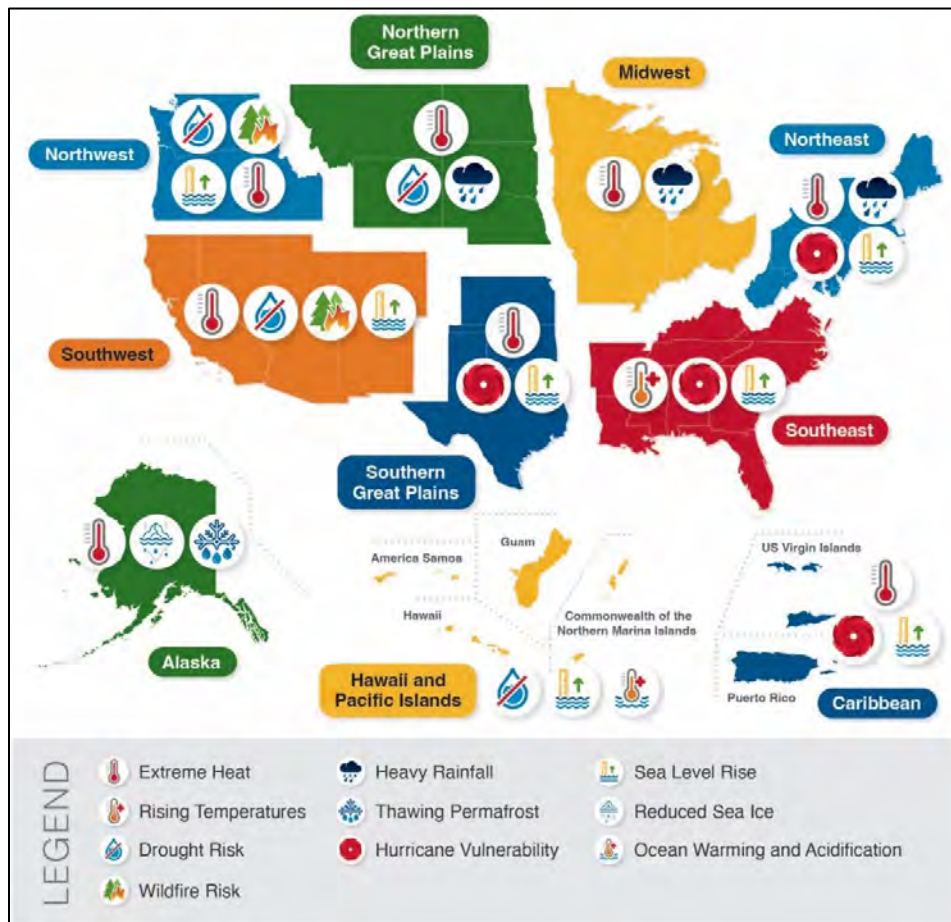 Northern
Great Plains
Midwest
Northwest
Northeast
Southwest
Southern
Great Plains
Southeast
Alaska
America Samoa
Guam
Hawaii
Commonwealth of the
Northern Marina Islands
Hawaii and
Pacific Islands
US Virgin Islands
Puerto Rico
Caribbean
LEGEND
Extreme Heat
Rising Temperatures
Drought Risk
Wildfire Risk
Heavy Rainfall
Thawing Permafrost
Hurricane Vulnerability
Sea Level Rise
Reduced Sea Ice
Ocean Warming and Acidification